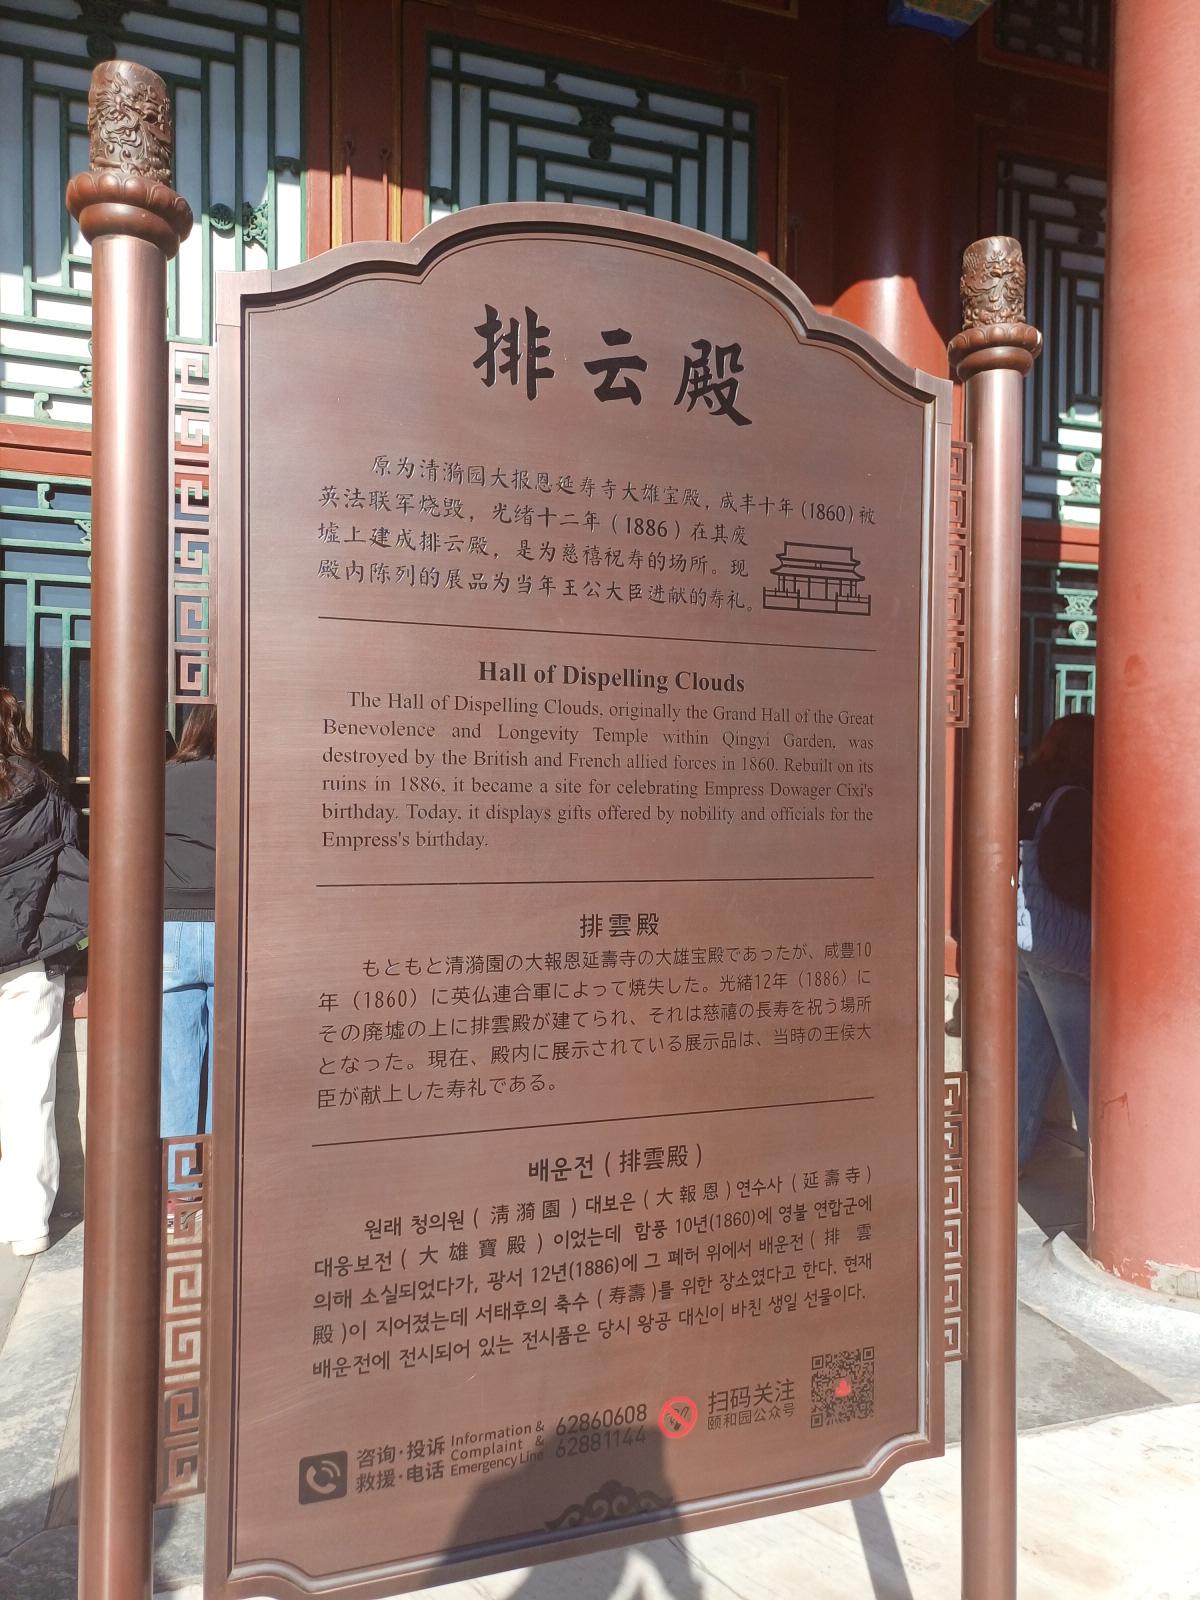 排云殿
原为清漪园大报恩延寿寺大雄宝殿，咸丰十年(1860)被
英法联军烧毁，光绪十二年（1886）在其废
墟上建成排云殿，是为慈禧祝寿的场所。现
殿内陈列的展品为当年王公大臣进献的寿礼。
Hall of Dispelling Clouds
The Hall of Dispelling Clouds, originally the Grand Hall of the Great
Benevolence and Longevity Temple within Qingyi Garden, was
destroyed by the British and French allied forces in 1860. Rebuilt on its
ruins in 1886, it became a site for celebrating Empress Dowager Cixi's
birthday. Today, it displays gifts offered by nobility and officials for the
Empress's birthday.
排雲殿
もともと清漪園の大報恩延壽寺の大雄宝殿であったが、咸豊10
年（1860）に英仏連合軍によって焼失した。光緒12年（1886）に
その廃墟の上に排雲殿が建てられ、それは慈禧の長寿を祝う場所
となった。現在、殿内に展示されている展示品は、当時の王侯大
臣が献上した寿礼である。
배운전（排雲殿）
원래 청의원（清漪園）대보은（大報恩）연수사（延壽寺）
대웅보전（大雄寶殿）이었는데 함풍 10년(1860)에 영불 연합군에
의해 소실되었다가, 광서 12년(1886)에 그 폐허 위에서 배운전（排雲
殿）이 지어졌는데 서태후의 축수（寿壽）를 위한 장소였다고 한다. 현재
배운전에 전시되어 있는 전시품은 당시 왕공 대신이 바친 생일 선물이다.
咨询·投诉 Information & 62860608
救援·电话 Complaint & 62881144
Emergency Line
扫码关注
颐和园公众号